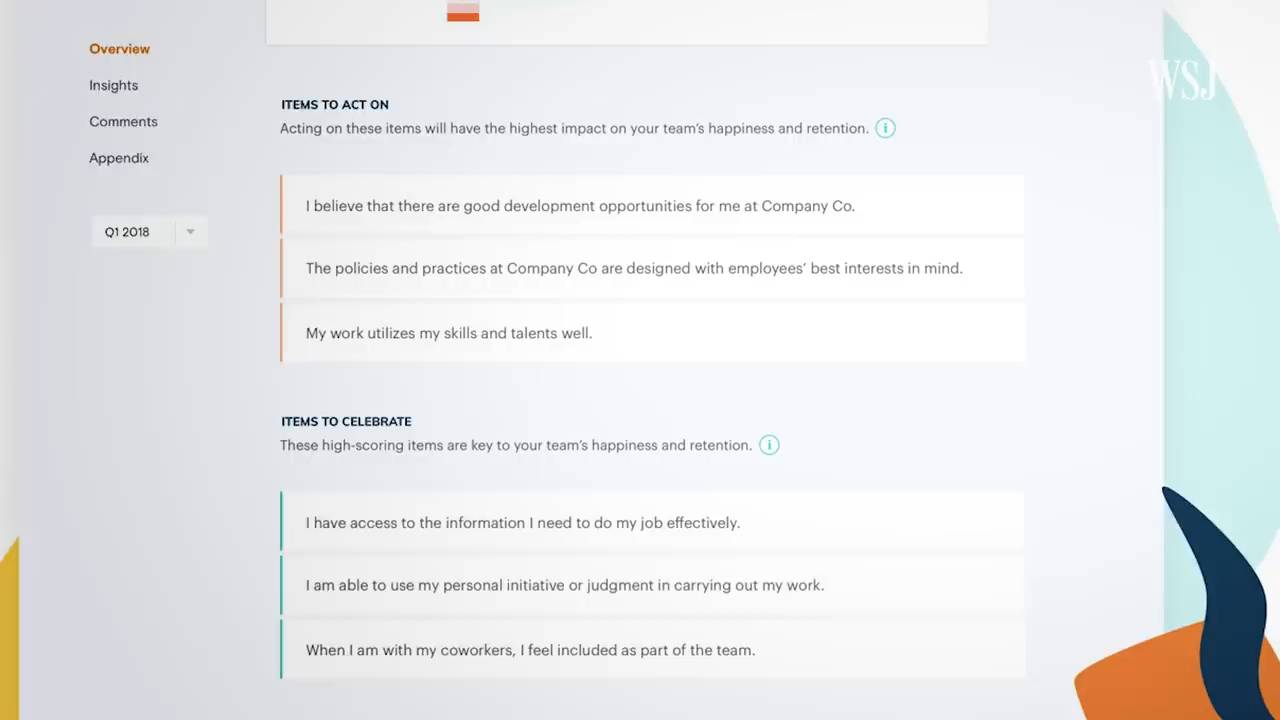 WSJ
Overview
Insights
Comments
Appendix
Q1 2018
ITEMS TO ACT ON
Acting on these items will have the highest impact on your team's happiness and retention. i
I believe that there are good development opportunities for me at Company Co.
The policies and practices at Company Co are designed with employees' best interests in mind.
My work utilizes my skills and talents well.
ITEMS TO CELEBRATE
These high-scoring items are key to your team's happiness and retention. i
I have access to the information I need to do my job effectively.
I am able to use my personal initiative or judgment in carrying out my work.
When I am with my coworkers, I feel included as part of the team.